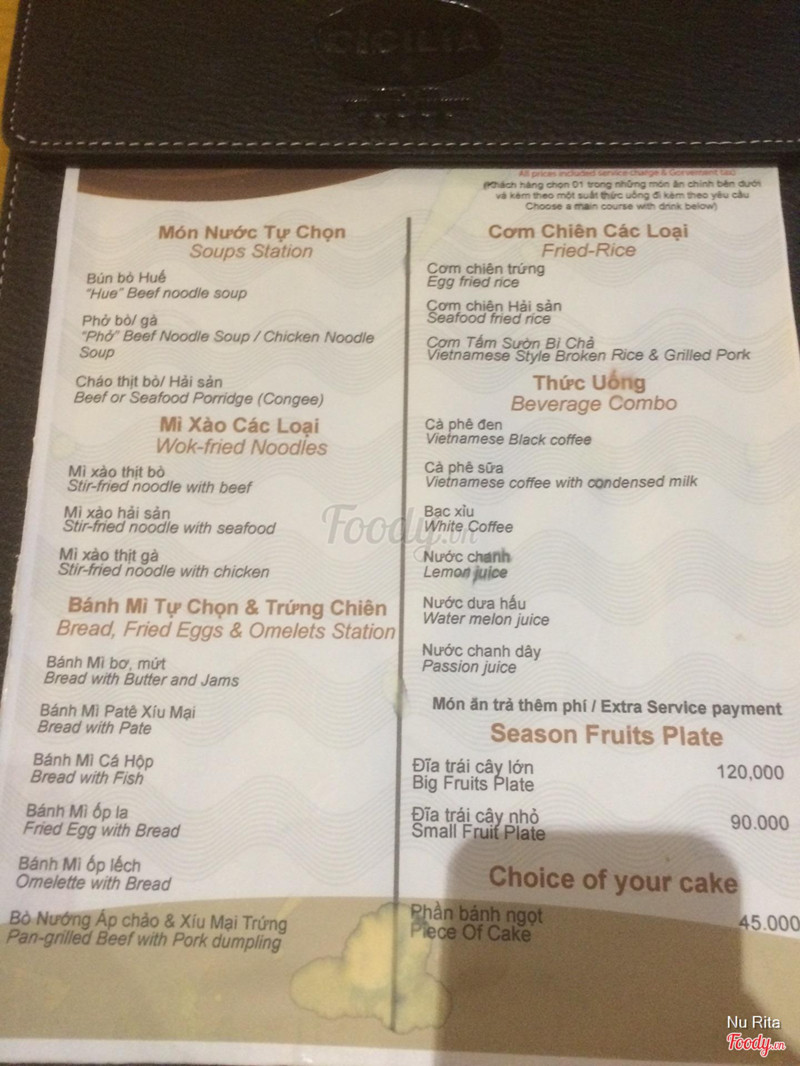 CICILIA
All prices included service charge & Gorvement tax)
(Khách hàng chọn 01 trong những món ăn chính bên dưới
và kèm theo một suất thức uống đi kèm theo yêu cầu
Choose a main course with drink below)
Món Nước Tự Chọn
Soups Station
Bún bò Huế
"Hue" Beef noodle soup
Phở bò/ gà
"Phở" Beef Noodle Soup / Chicken Noodle
Soup
Cháo thịt bò/ Hải sản
Beef or Seafood Porridge (Congee)
Mì Xào Các Loại
Wok-fried Noodles
Mì xào thịt bò
Stir-fried noodle with beef
Mì xào hải sản
Stir-fried noodle with seafood
Mì xào thịt gà
Stir-fried noodle with chicken
Bánh Mì Tự Chọn & Trứng Chiên
Bread, Fried Eggs & Omelets Station
Bánh Mì bơ, mứt
Bread with Butter and Jams
Bánh Mì Patê Xíu Mại
Bread with Pate
Bánh Mì Cá Hộp
Bread with Fish
Bánh Mì ốp la
Fried Egg with Bread
Bánh Mì ốp lếch
Omelette with Bread
Bò Nướng Áp chảo & Xíu Mại Trứng
Pan-grilled Beef with Pork dumpling
Cơm Chiên Các Loại
Fried-Rice
Cơm chiên trứng
Egg fried rice
Cơm chiên Hải sản
Seafood fried rice
Cơm Tấm Sườn Bì Chả
Vietnamese Style Broken Rice & Grilled Pork
Thức Uống
Beverage Combo
Cà phê đen
Vietnamese Black coffee
Cà phê sữa
Vietnamese coffee with condensed milk
Bạc xỉu
White Coffee
Nước chanh
Lemon juice
Nước dưa hấu
Water melon juice
Nước chanh dây
Passion juice
Món ăn trả thêm phí / Extra Service payment
Season Fruits Plate
Đĩa trái cây lớn 120,000
Big Fruits Plate
Đĩa trái cây nhỏ 90.000
Small Fruit Plate
Choice of your cake
Phần bánh ngọt 45.000
Piece Of Cake
Foody.vn
Nu Rita
Foody.vn